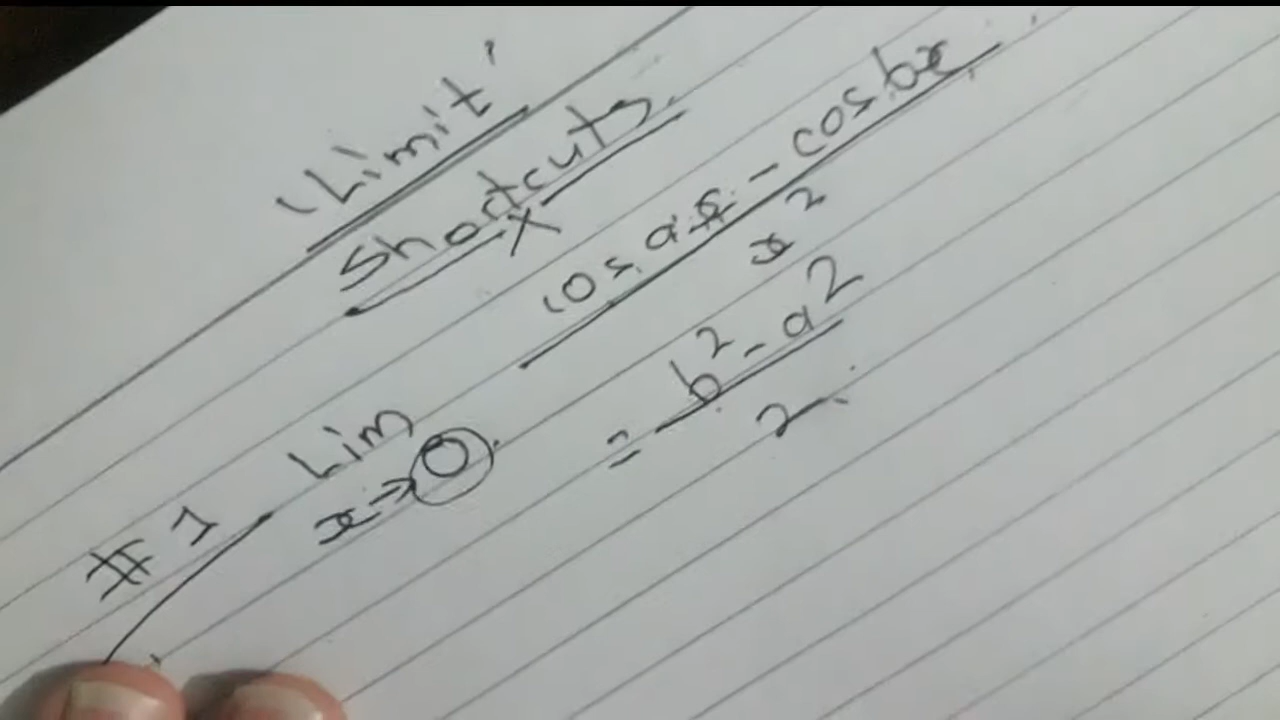 'Limit'
Shortcuts
#1 Lim x→0 cos ax - cos bx / x²
= b² - a² / 2